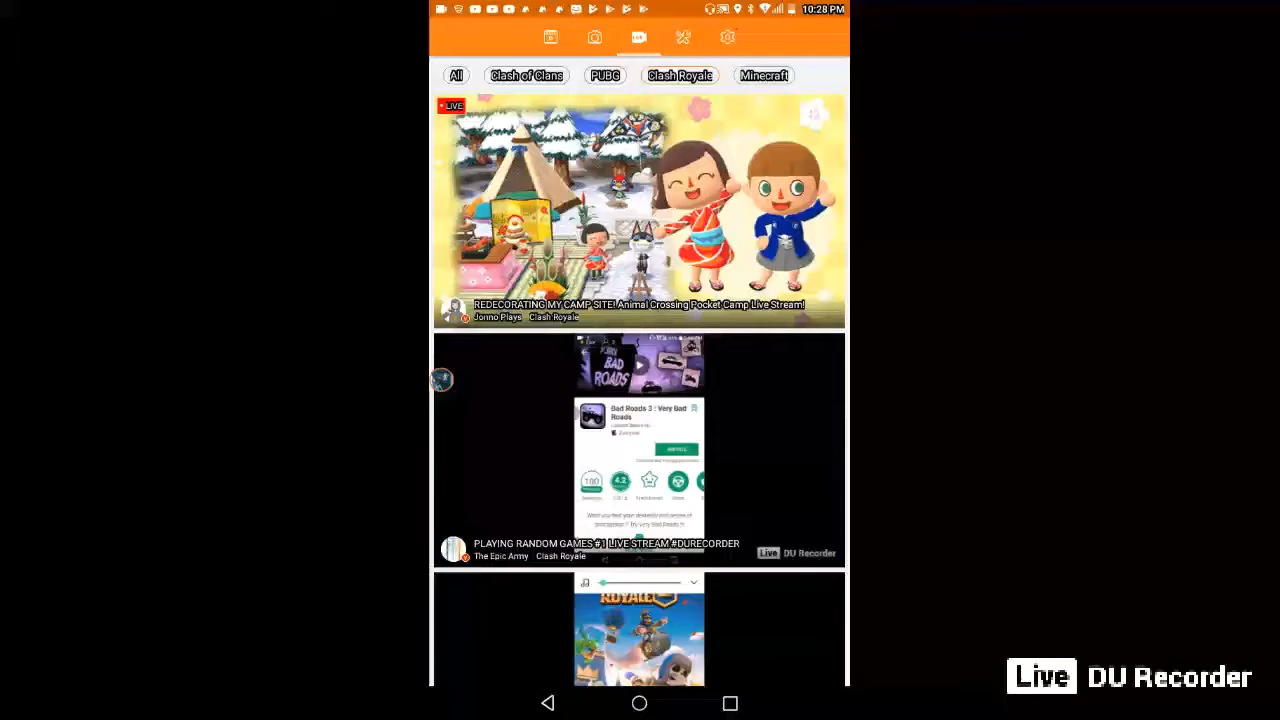 10:28 PM
LIVE
All
Clash of Clans
PUBG
Clash Royale
Minecraft
LIVE
REDECORATING MY CAMP SITE! Animal Crossing Pocket Camp Live Stream!
Jonno Plays Clash Royale
BAD
ROADS
Bad Roads 3 : Very Bad
Roads
100
4.2
PLAYING RANDOM GAMES #1 LIVE STREAM #DURECORDER
The Epic Army Clash Royale
Live DU Recorder
ROYALE
Live DU Recorder